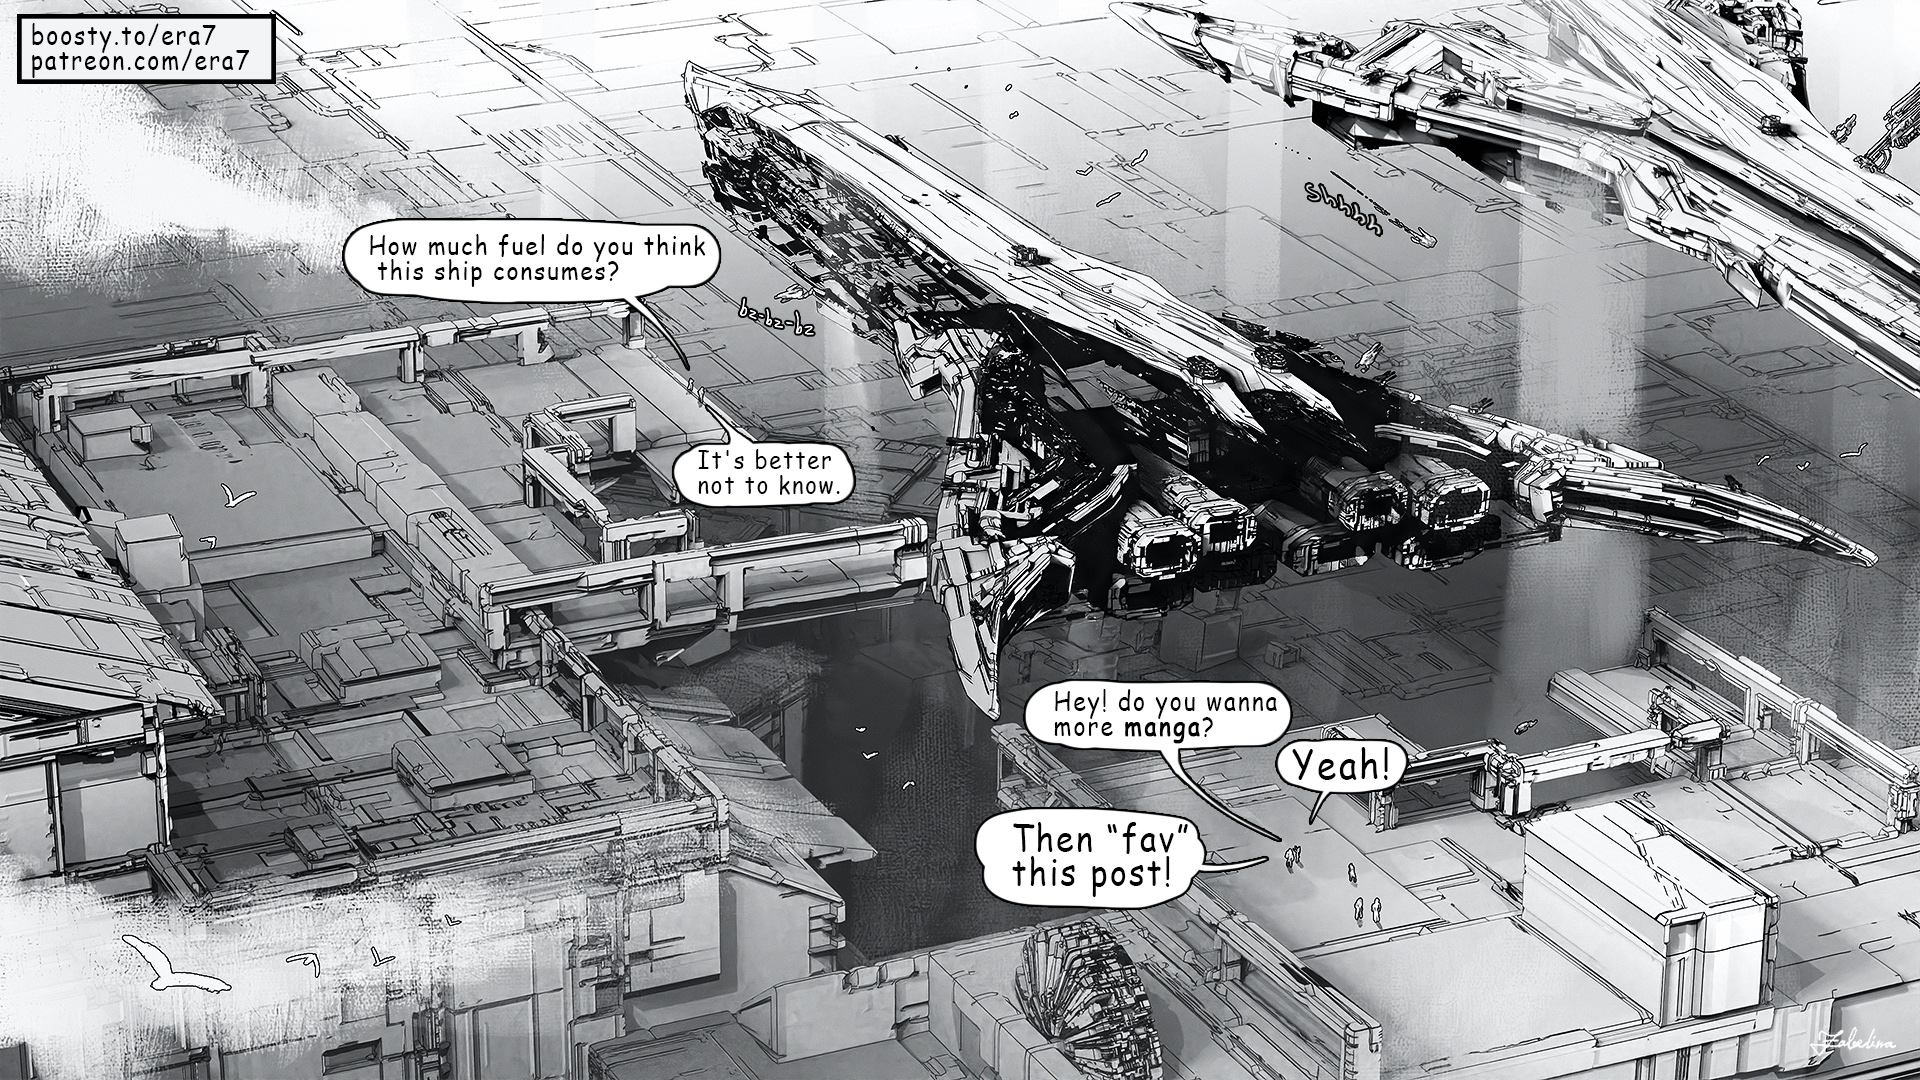 boosty.to/era7
patreon.com/era7
How much fuel do you think
this ship consumes?
shhhh
bz-bz-bz
It's better
not to know.
Hey! do you wanna
more manga?
Yeah!
Then “fav”
this post!
Zabelina